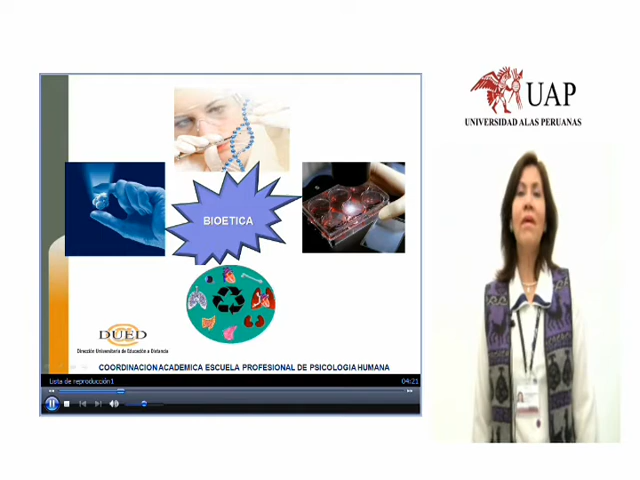 UAP
UNIVERSIDAD ALAS PERUANAS
BIOETICA
DUED
Dirección Universitaria de Educación a Distancia
COORDINACION ACADEMICA ESCUELA PROFESIONAL DE PSICOLOGIA HUMANA
Lista de reproducción1
04:21